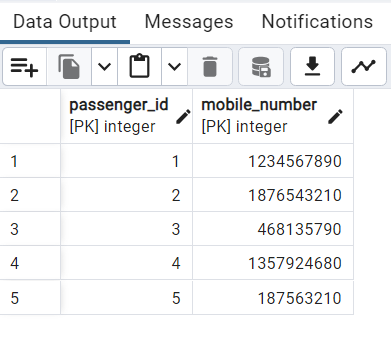 Data Output Messages Notifications
passenger_id mobile_number
[PK] integer [PK] integer
1 1 1234567890
2 2 1876543210
3 3 468135790
4 4 1357924680
5 5 187563210